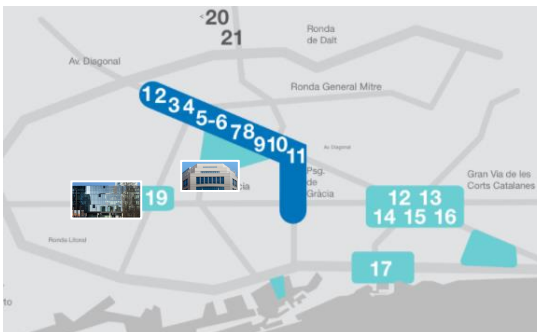 <20
21
Ronda
de Dalt
Av. Diagonal
Ronda General Mitre
1 2 3 4 5-6 7 8 9 10 11
Av. Diagonal
Psg.
de
Gràcia
Gran Via de les
Corts Catalanes
cia
19
12 13
14 15 16
Ronda Litoral
17
rto